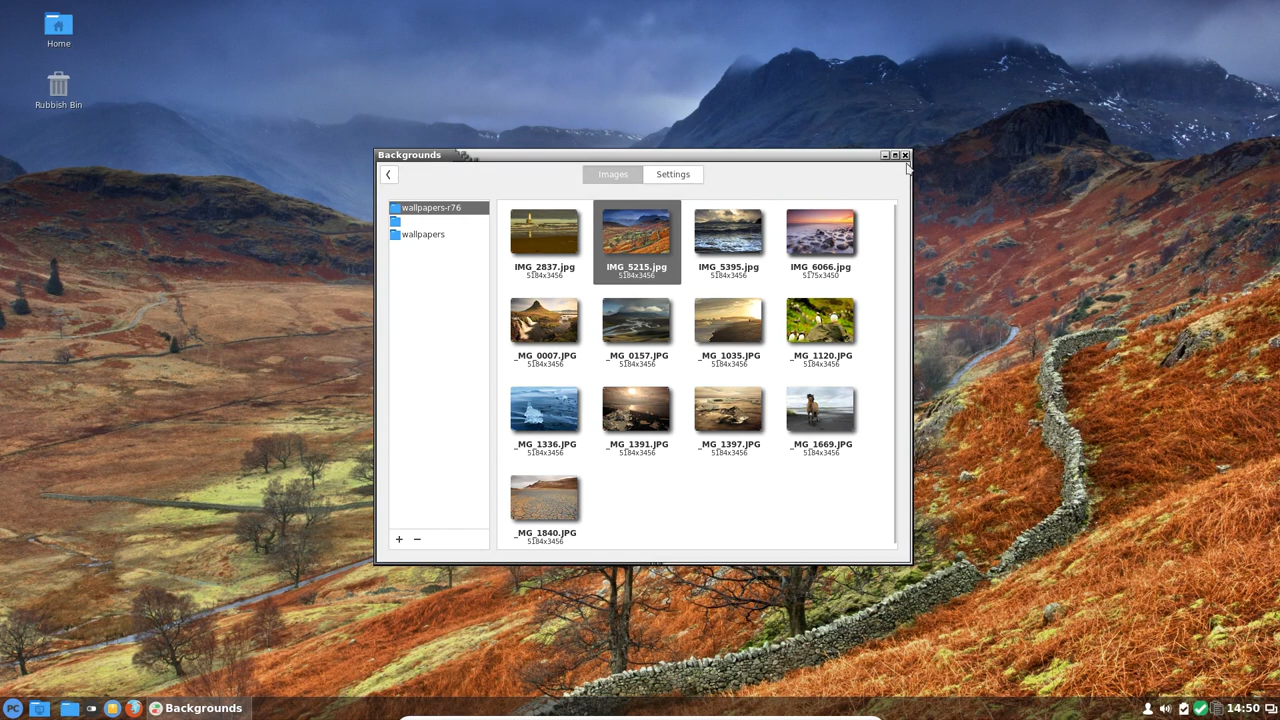 Home
Rubbish Bin
Backgrounds
Images Settings
wallpapers-r76
wallpapers
IMG_2837.jpg IMG_5215.jpg IMG_5395.jpg IMG_6066.jpg
5184x3456 5184x3456 5184x3456 5175x3450
_MG_0007.JPG _MG_0157.JPG _MG_1035.JPG _MG_1120.JPG
5184x3456 5184x3456 5184x3456 5184x3456
_MG_1336.JPG _MG_1391.JPG _MG_1397.JPG _MG_1669.JPG
5184x3456 5184x3456 5184x3456 5184x3456
_MG_1840.JPG
5184x3456
PC Backgrounds 14:50